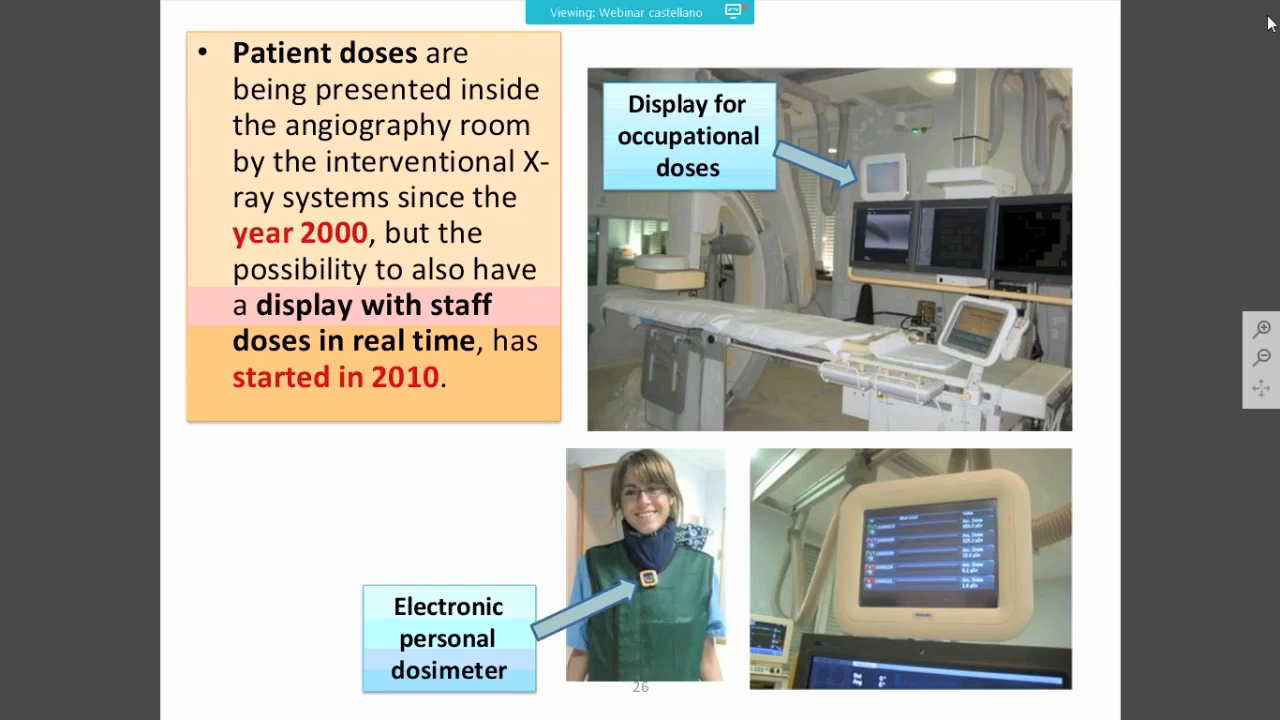 Viewing: Webinar castellano
• Patient doses are
being presented inside
the angiography room
by the interventional X-
ray systems since the
year 2000, but the
possibility to also have
a display with staff
doses in real time, has
started in 2010.
Display for
occupational
doses
Electronic
personal
dosimeter
26